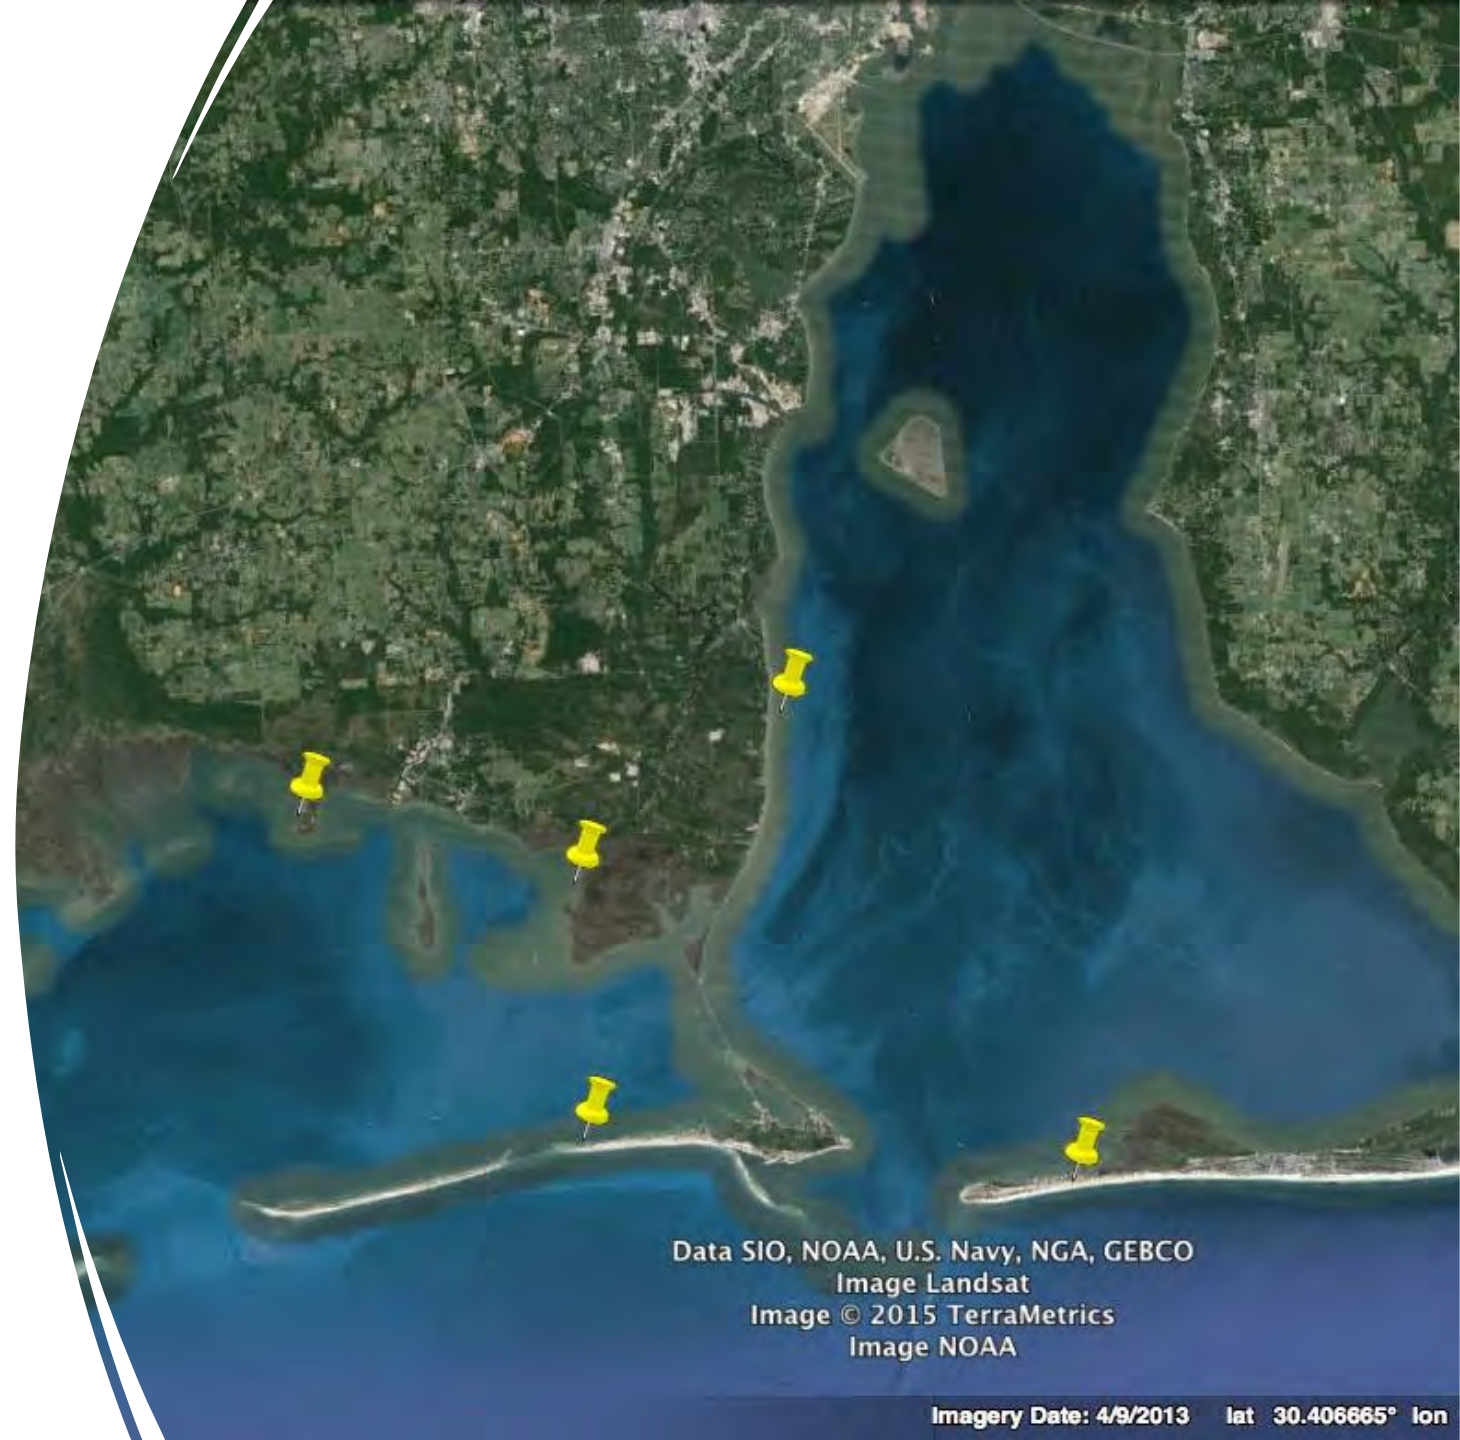 Data SIO, NOAA, U.S. Navy, NGA, GEBCO
Image Landsat
Image © 2015 TerraMetrics
Image NOAA
Imagery Date: 4/9/2013 lat 30.406665° lon